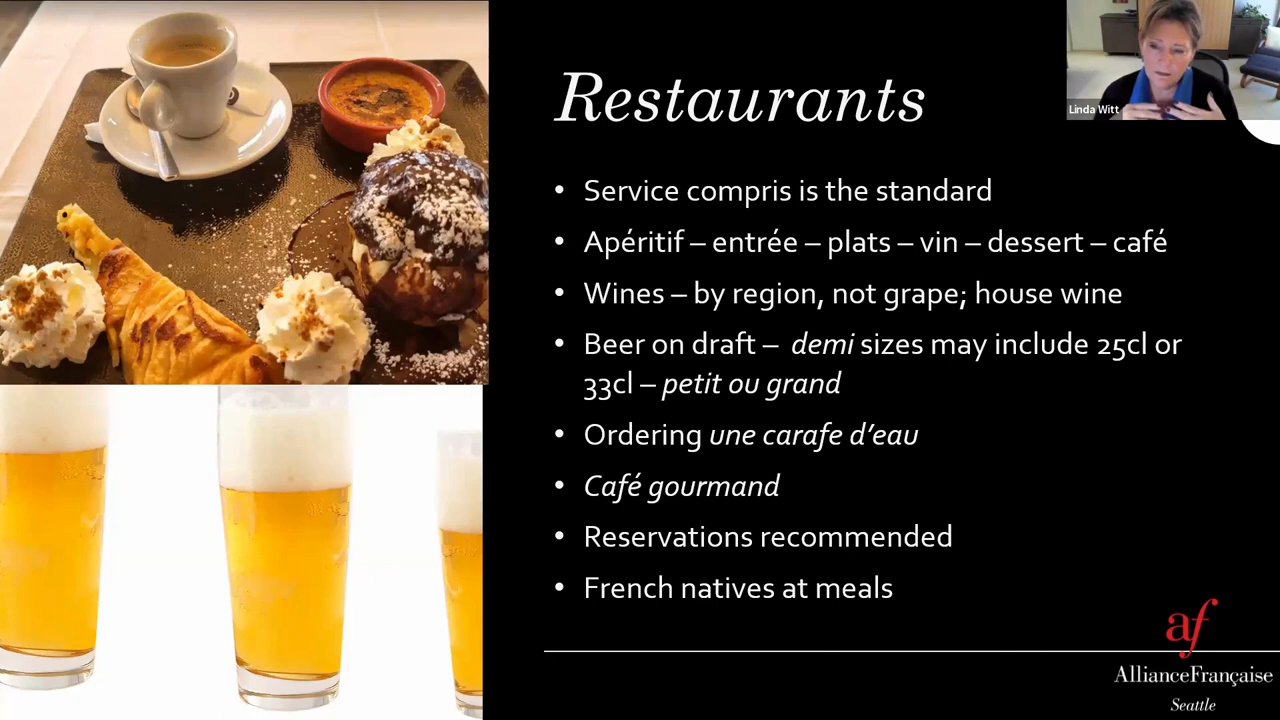 Restaurants
Linda Witt
• Service compris is the standard
• Apéritif – entrée – plats – vin – dessert – café
• Wines – by region, not grape; house wine
• Beer on draft – demi sizes may include 25cl or
33cl – petit ou grand
• Ordering une carafe d’eau
• Café gourmand
• Reservations recommended
• French natives at meals
af
AllianceFrançaise
Seattle